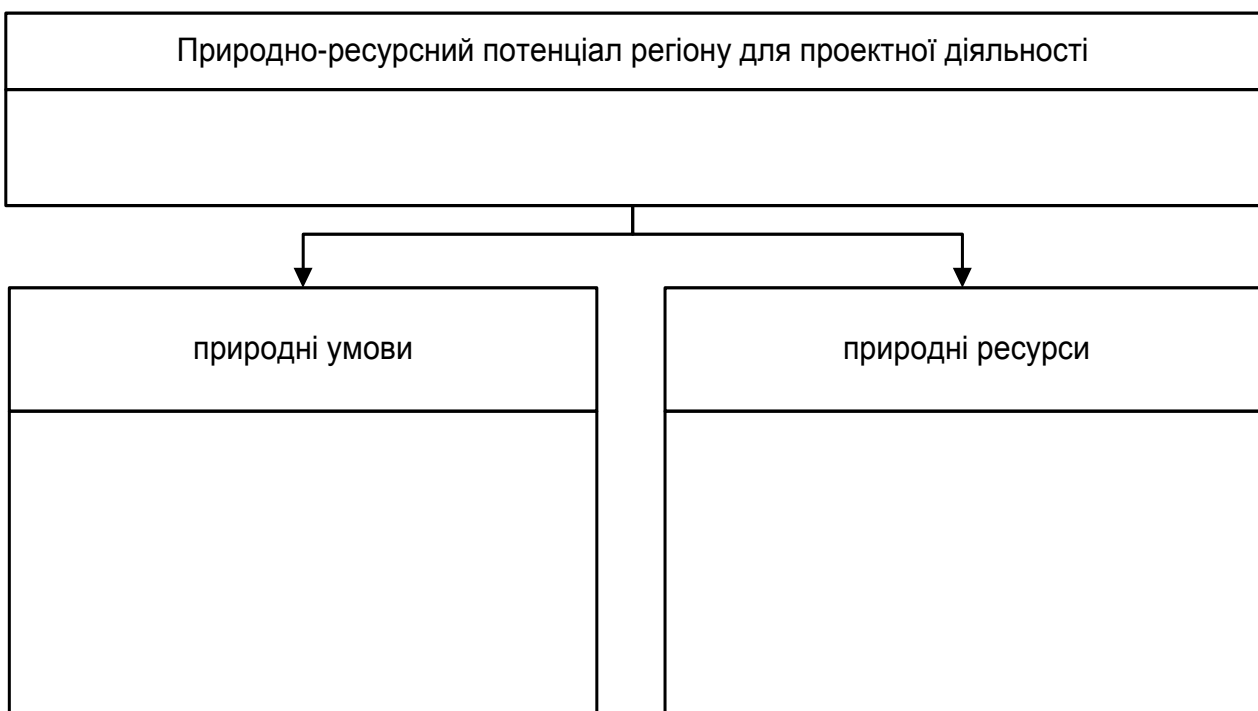 Природно-ресурсний потенціал регіону для проектної діяльності
природні умови
природні ресурси